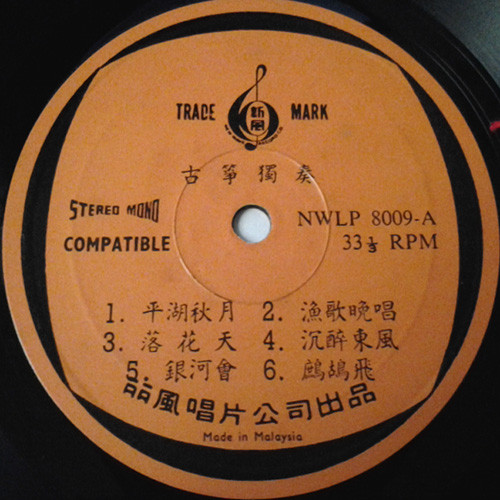 TRADE 新風 MARK
古箏獨奏
STEREO MONO
NWLP 8009-A
COMPATIBLE
33⅓ RPM
1. 平湖秋月 2. 漁歌晚唱
3. 落花天 4. 沉醉東風
5. 銀河會 6. 鷓鴣飛
丽風唱片公司出品
Made in Malaysia